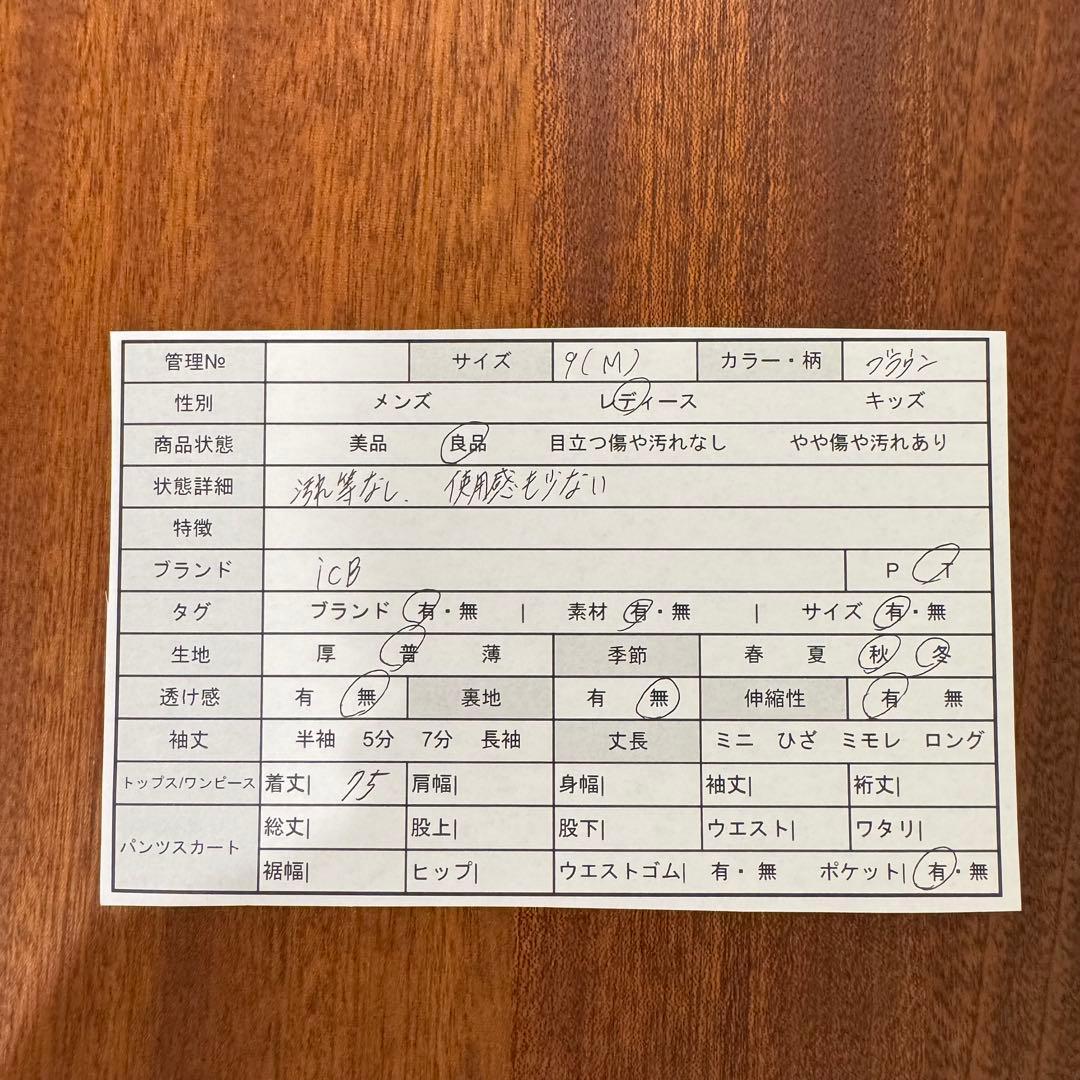 管理№ サイズ 9(M) カラー・柄 ブラウン
性別 メンズ レディース キッズ
商品状態 美品 良品 目立つ傷や汚れなし やや傷や汚れあり
状態詳細 汚れ等なし. 使用感も少ない
特徴
ブランド iCB P T
タグ ブランド 有・無 | 素材 有・無 | サイズ 有・無
生地 厚 普 薄 季節 春 夏 秋 冬
透け感 有 無 裏地 有 無 伸縮性 有 無
袖丈 半袖 5分 7分 長袖 丈長 ミニ ひざ ミモレ ロング
トップス/ワンピース 着丈| 75 肩幅| 身幅| 袖丈| 裄丈|
パンツスカート 総丈| 股上| 股下| ウエスト| ワタリ|
裾幅| ヒップ| ウエストゴム| 有・無 ポケット| 有・無